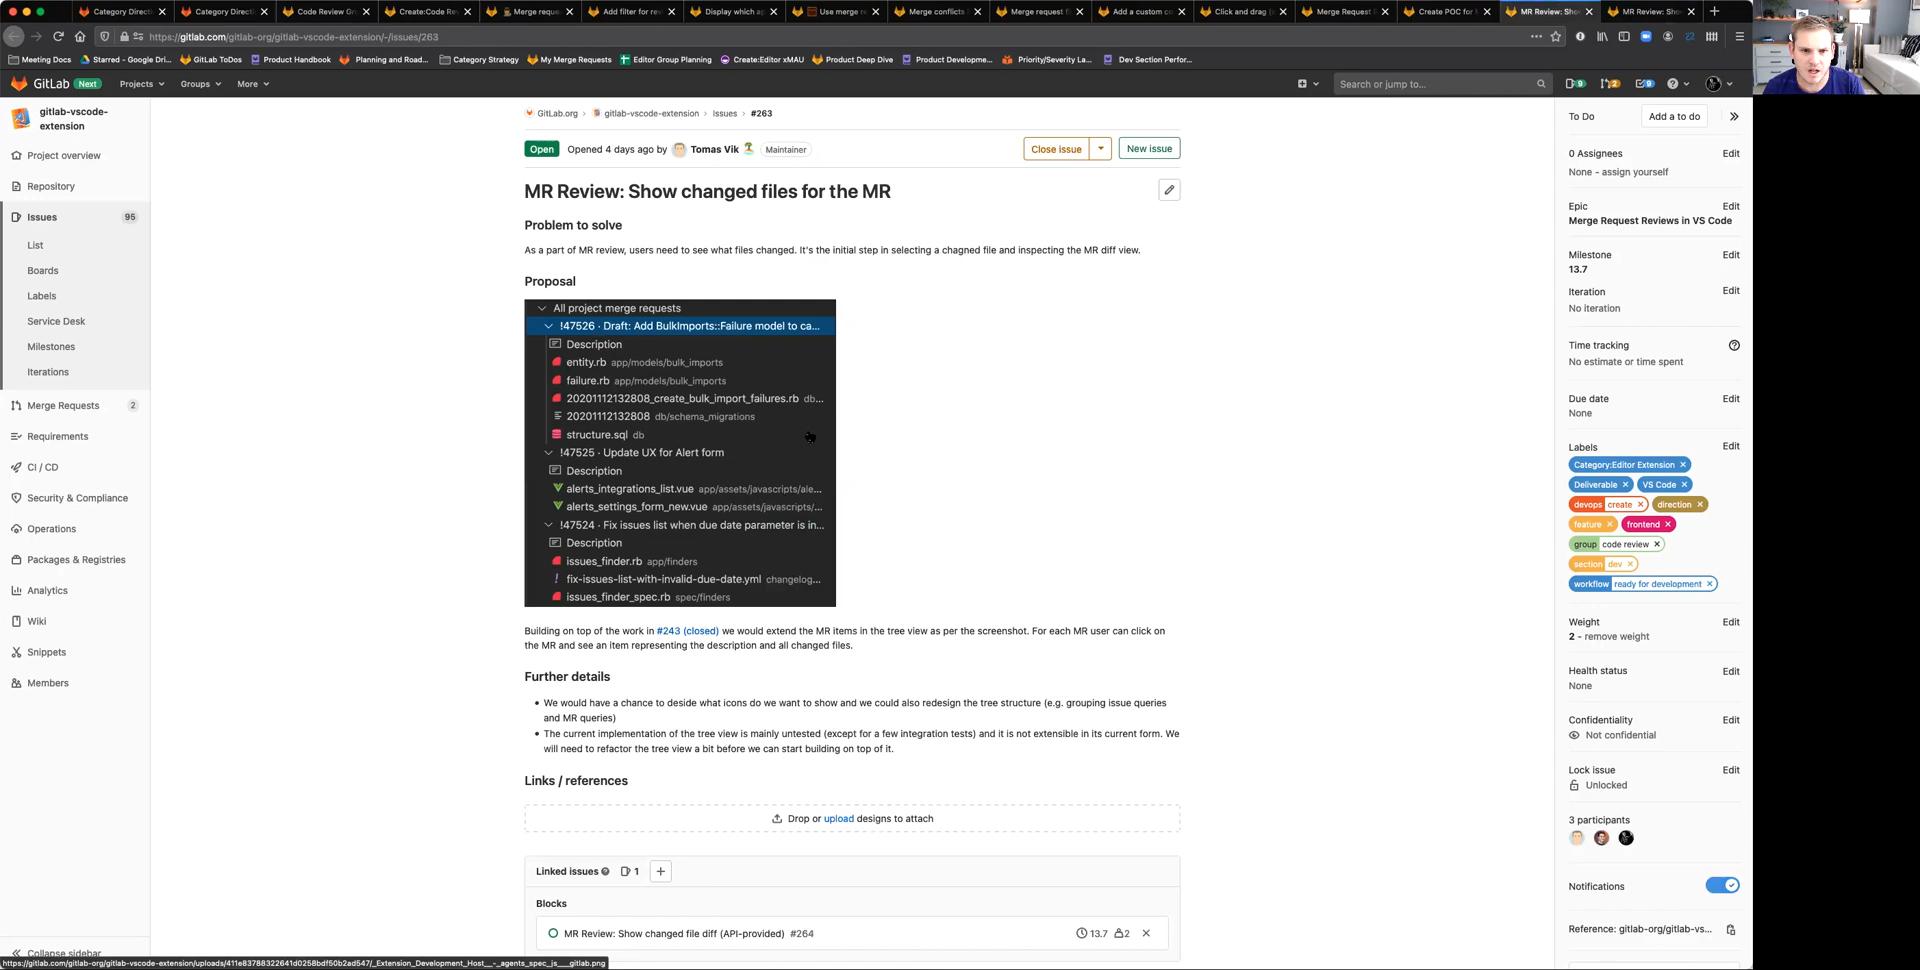 Category Directi
Category Directi
Code Review Gr
Create:Code Rev
Merge reque
Add filter for rev
Display which ap
Use merge re
Merge conflicts
Merge request f
Add a custom co
Click and drag
Merge Request R
Create POC for M
MR Review: Sho
MR Review: Sho
https://gitlab.com/gitlab-org/gitlab-vscode-extension/-/issues/263
Meeting Docs
Starred - Google Dri...
GitLab ToDos
Product Handbook
Planning and Road...
Category Strategy
My Merge Requests
Editor Group Planning
Create:Editor xMAU
Product Deep Dive
Product Developme...
Priority/Severity La...
Dev Section Perfor...
GitLab Next
Projects
Groups
More
Search or jump to...
9
2
9
gitlab-vscode-
extension
Project overview
Repository
Issues 95
List
Boards
Labels
Service Desk
Milestones
Iterations
Merge Requests 2
Requirements
CI / CD
Security & Compliance
Operations
Packages & Registries
Analytics
Wiki
Snippets
Members
Collapse sidebar
GitLab.org › gitlab-vscode-extension › Issues › #263
Open Opened 4 days ago by Tomas Vik Maintainer
Close issue
New issue
MR Review: Show changed files for the MR
Problem to solve
As a part of MR review, users need to see what files changed. It's the initial step in selecting a chagned file and inspecting the MR diff view.
Proposal
All project merge requests
!47526 · Draft: Add BulkImports::Failure model to ca...
Description
entity.rb app/models/bulk_imports
failure.rb app/models/bulk_imports
20201112132808_create_bulk_import_failures.rb db...
20201112132808 db/schema_migrations
structure.sql db
!47525 · Update UX for Alert form
Description
alerts_integrations_list.vue app/assets/javascripts/ale...
alerts_settings_form_new.vue app/assets/javascripts/...
!47524 · Fix issues list when due date parameter is in...
Description
issues_finder.rb app/finders
! fix-issues-list-with-invalid-due-date.yml changelog...
issues_finder_spec.rb spec/finders
Building on top of the work in #243 (closed) we would extend the MR items in the tree view as per the screenshot. For each MR user can click on
the MR and see an item representing the description and all changed files.
Further details
• We would have a chance to deside what icons do we want to show and we could also redesign the tree structure (e.g. grouping issue queries
and MR queries)
• The current implementation of the tree view is mainly untested (except for a few integration tests) and it is not extensible in its current form. We
will need to refactor the tree view a bit before we can start building on top of it.
Links / references
Drop or upload designs to attach
Linked issues 1
Blocks
MR Review: Show changed file diff (API-provided) #264 13.7 2
To Do Add a to do
0 Assignees Edit
None - assign yourself
Epic Edit
Merge Request Reviews in VS Code
Milestone Edit
13.7
Iteration Edit
No iteration
Time tracking
No estimate or time spent
Due date Edit
None
Labels Edit
Category:Editor Extension
Deliverable VS Code
devops create direction
feature frontend
group code review
section dev
workflow ready for development
Weight Edit
2 - remove weight
Health status Edit
None
Confidentiality Edit
Not confidential
Lock issue Edit
Unlocked
3 participants
Notifications
Reference: gitlab-org/gitlab-vs...
https://gitlab.com/gitlab-org/gitlab-vscode-extension/uploads/411e83788322641d0258bdf50b2ad547/_Extension_Development_Host__-_agents_spec_js___gitlab.png